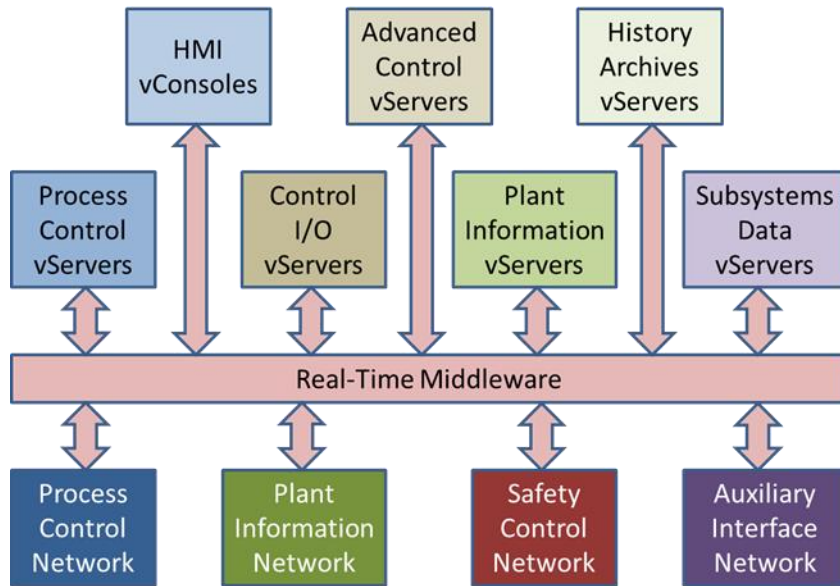 HMI
vConsoles
Advanced
Control
vServers
History
Archives
vServers
Process
Control
vServers
Control
I/O
vServers
Plant
Information
vServers
Subsystems
Data
vServers
Real-Time Middleware
Process
Control
Network
Plant
Information
Network
Safety
Control
Network
Auxiliary
Interface
Network